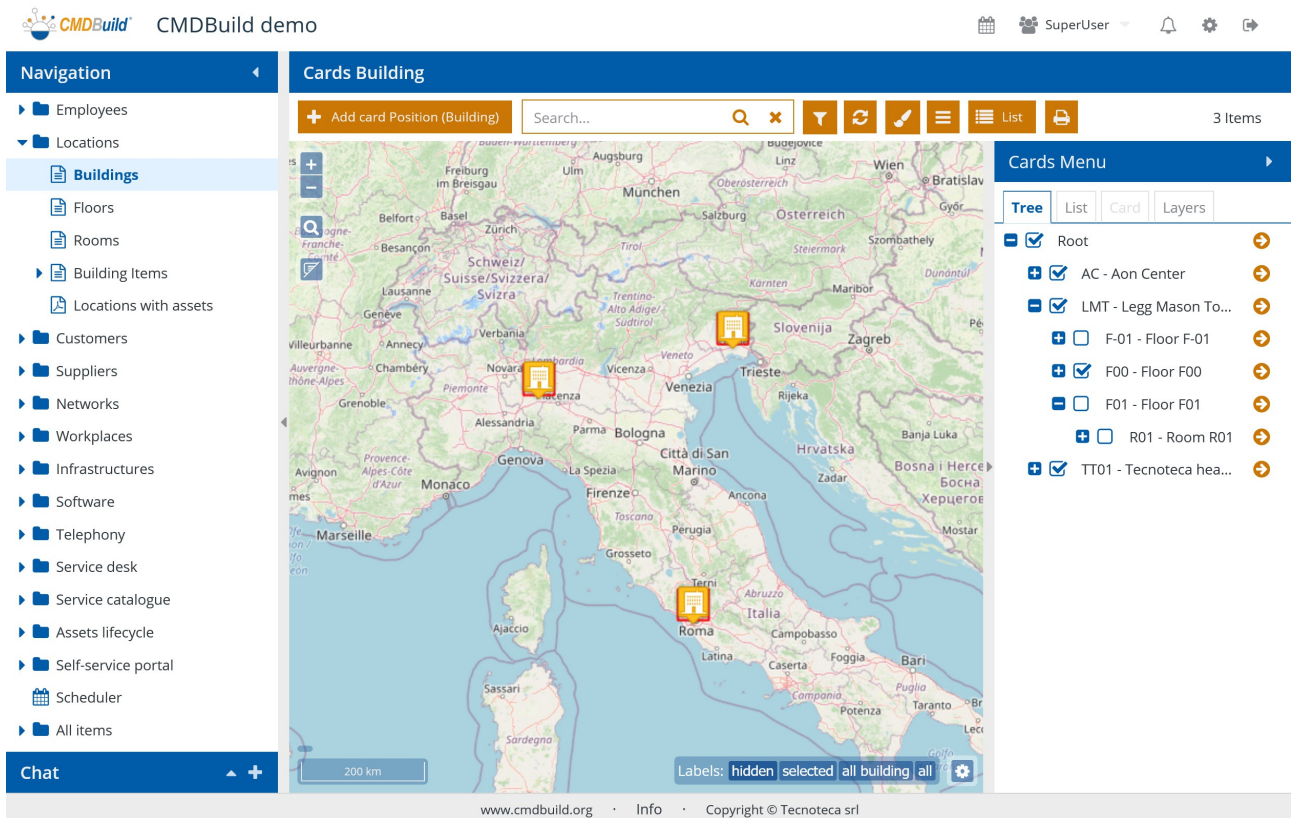 CMDBuild CMDBuild demo
SuperUser
Navigation
Employees
Locations
Buildings
Floors
Rooms
Building Items
Locations with assets
Customers
Suppliers
Networks
Workplaces
Infrastructures
Software
Telephony
Service desk
Service catalogue
Assets lifecycle
Self-service portal
Scheduler
All items
Chat
Cards Building
Add card Position (Building)
Search...
List
3 Items
Augsburg
Linz
Wien
Freiburg
im Breisgau
Ulm
München
Oberösterreich
Bratislav
Belfort
Basel
Zürich
Salzburg
Österreich
Győr
Franche-
Comté
Besançon
Tirol
Steiermark
Szombathely
Schweiz/
Suisse/Svizzera/
Svizra
Lausanne
Kärnten
Maribor
Dunántúl
Trentino-
Alto Adige/
Südtirol
Genève
Slovenija
Zagreb
Villeurbanne
Annecy
Verbania
Lombardia
Veneto
Auvergne-
Rhône-Alpes
Chambéry
Novara
Vicenza
Trieste
Venezia
Piemonte
Rijeka
Grenoble
Alessandria
Parma
Bologna
Banja Luka
Genova
Città di San
Marino
Hrvatska
Provence-
Alpes-Côte
d'Azur
Avignon
La Spezia
Zadar
Bosna i Herce
Босна
Херцегов
Monaco
Firenze
Ancona
Toscana
Marseille
Perugia
Mostar
Grosseto
Terni
Abruzzo
Italia
Ajaccio
Roma
Campobasso
Latina
Foggia
Bari
Caserta
Sassari
Campania
Puglia
Potenza
Taranto
Sardegna
200 km
Labels: hidden selected all building all
Cards Menu
Tree List Card Layers
Root
AC - Aon Center
LMT - Legg Mason To...
F-01 - Floor F-01
F00 - Floor F00
F01 - Floor F01
R01 - Room R01
TT01 - Tecnoteca hea...
www.cmdbuild.org · Info · Copyright © Tecnoteca srl